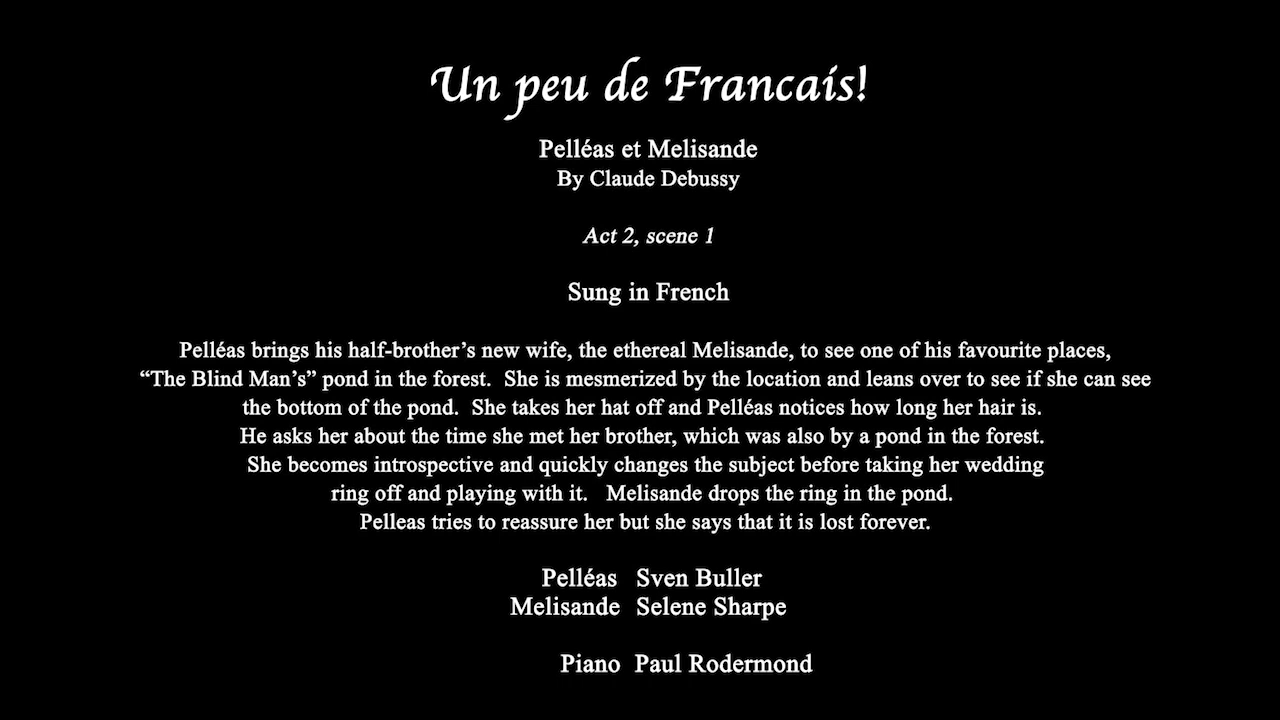 Un peu de Francais!
Pelléas et Melisande
By Claude Debussy
Act 2, scene 1
Sung in French
Pelléas brings his half-brother’s new wife, the ethereal Melisande, to see one of his favourite places,
“The Blind Man’s” pond in the forest.  She is mesmerized by the location and leans over to see if she can see
the bottom of the pond.  She takes her hat off and Pelléas notices how long her hair is.
He asks her about the time she met her brother, which was also by a pond in the forest.
She becomes introspective and quickly changes the subject before taking her wedding
ring off and playing with it.   Melisande drops the ring in the pond.
Pelleas tries to reassure her but she says that it is lost forever.
Pelléas   Sven Buller
Melisande   Selene Sharpe
Piano   Paul Rodermond